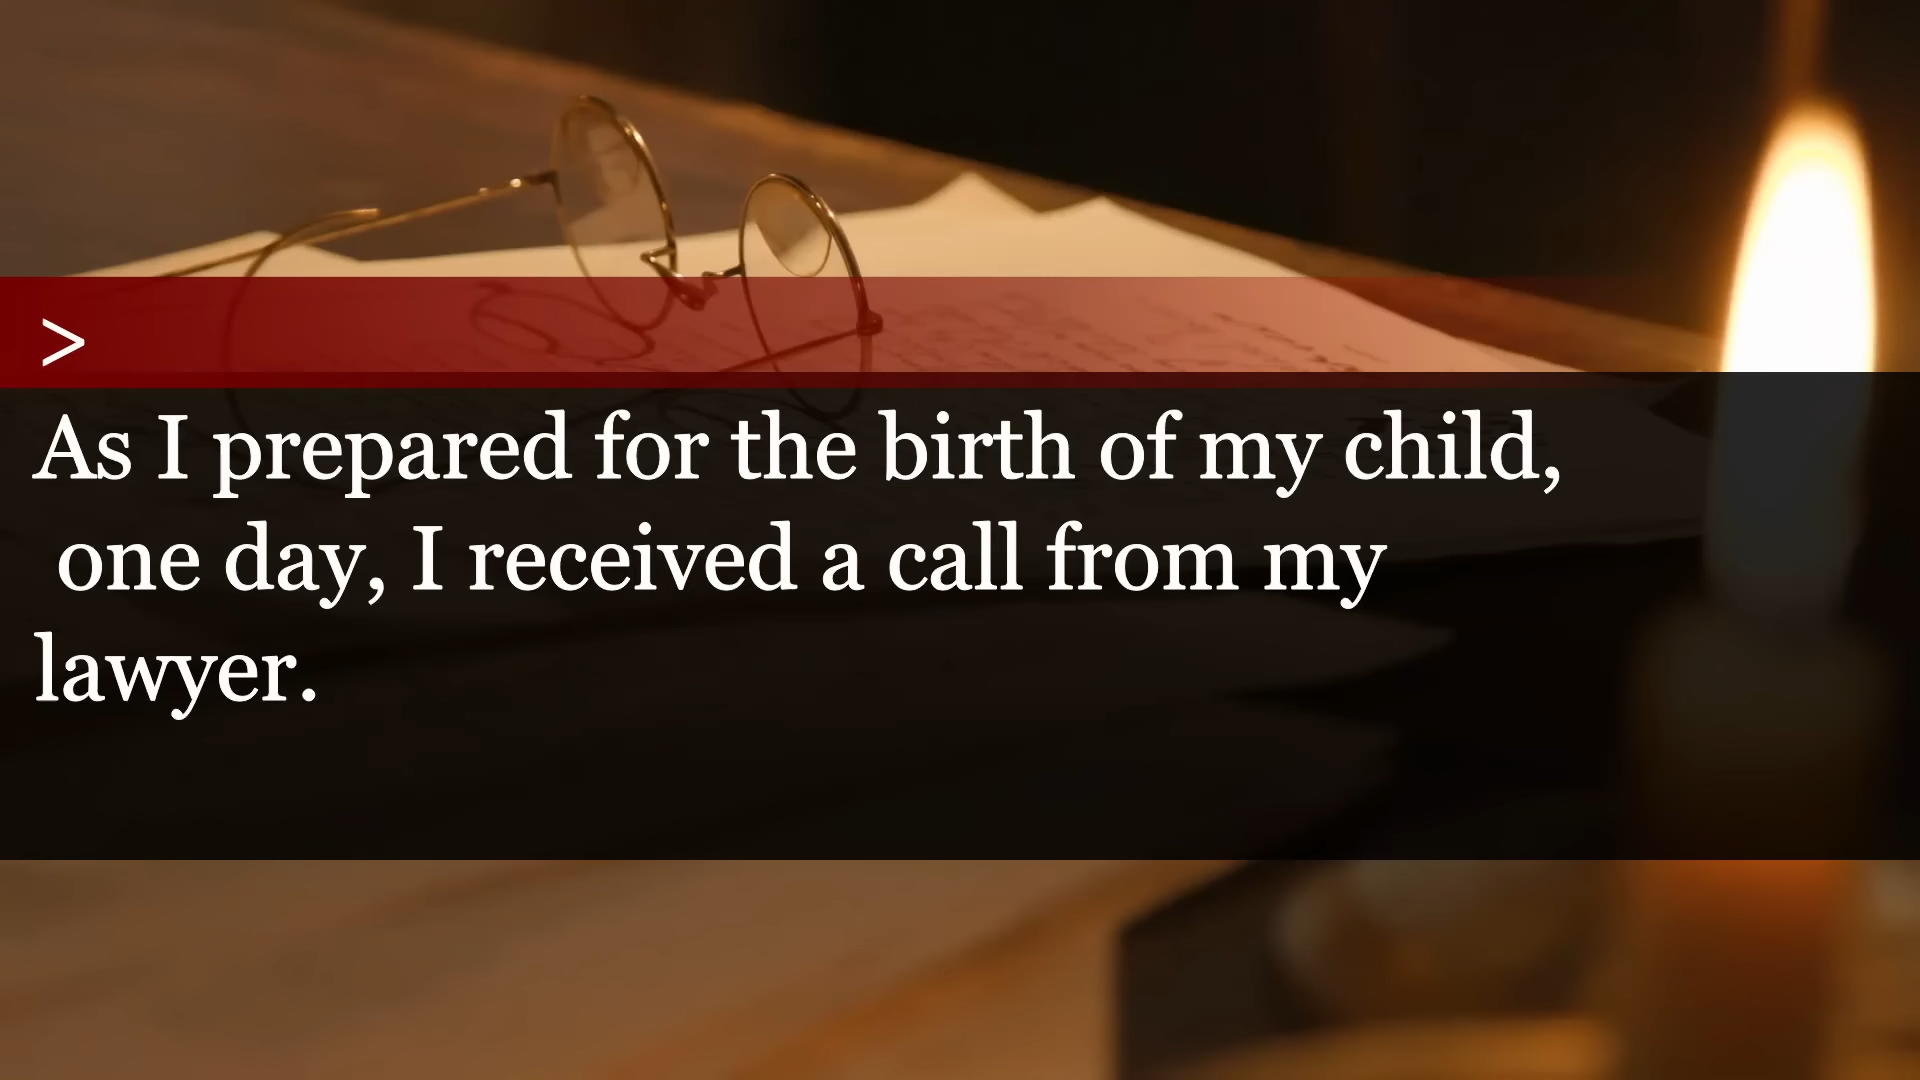 >
As I prepared for the birth of my child,
one day, I received a call from my
lawyer.